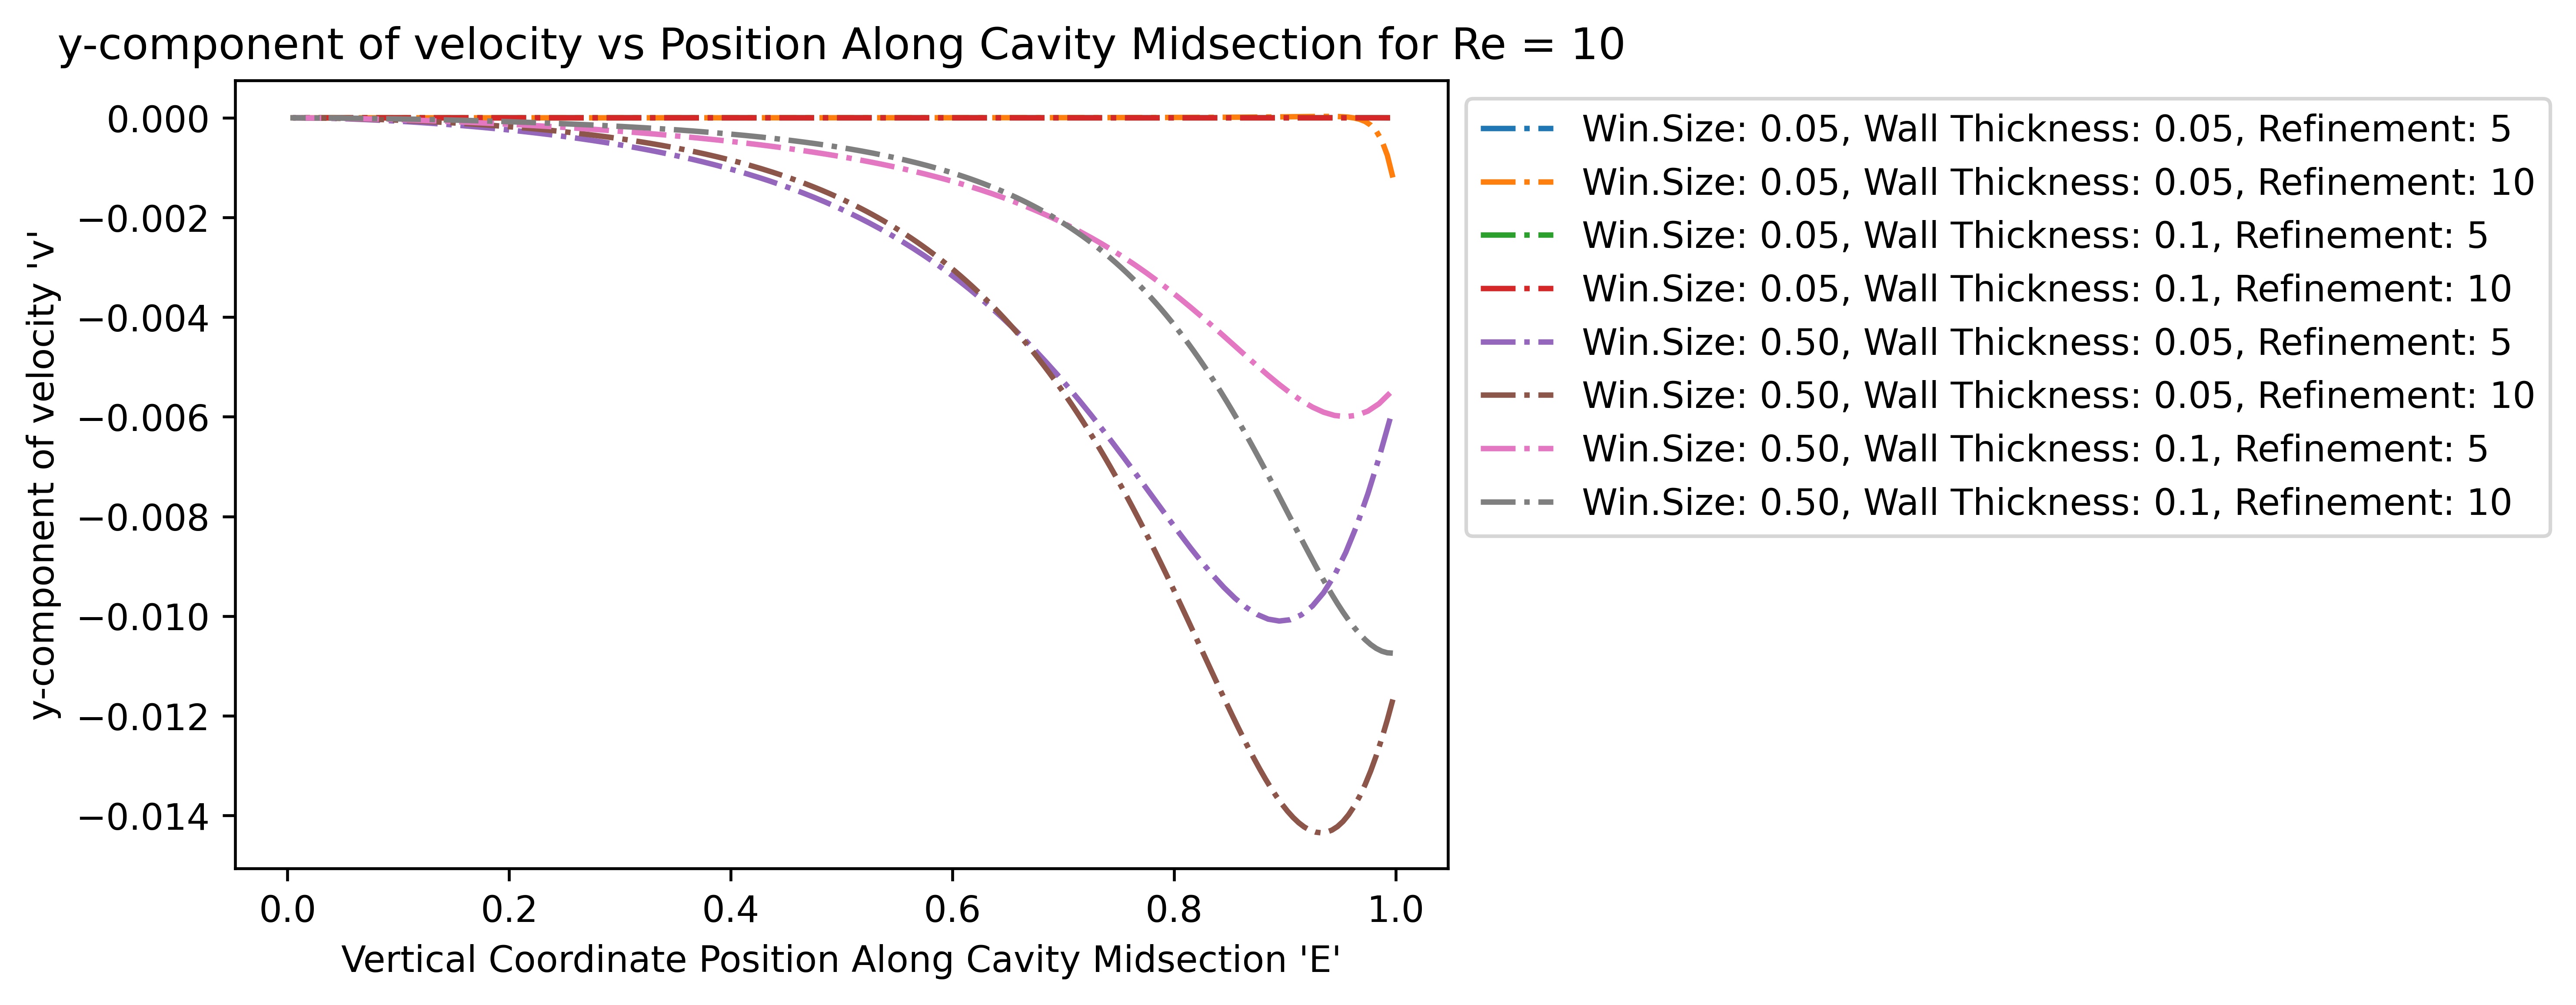 y-component of velocity vs Position Along Cavity Midsection for Re = 10
y-component of velocity 'v'
0.000
−0.002
−0.004
−0.006
−0.008
−0.010
−0.012
−0.014
0.0 0.2 0.4 0.6 0.8 1.0
Vertical Coordinate Position Along Cavity Midsection 'E'
Win.Size: 0.05, Wall Thickness: 0.05, Refinement: 5
Win.Size: 0.05, Wall Thickness: 0.05, Refinement: 10
Win.Size: 0.05, Wall Thickness: 0.1, Refinement: 5
Win.Size: 0.05, Wall Thickness: 0.1, Refinement: 10
Win.Size: 0.50, Wall Thickness: 0.05, Refinement: 5
Win.Size: 0.50, Wall Thickness: 0.05, Refinement: 10
Win.Size: 0.50, Wall Thickness: 0.1, Refinement: 5
Win.Size: 0.50, Wall Thickness: 0.1, Refinement: 10